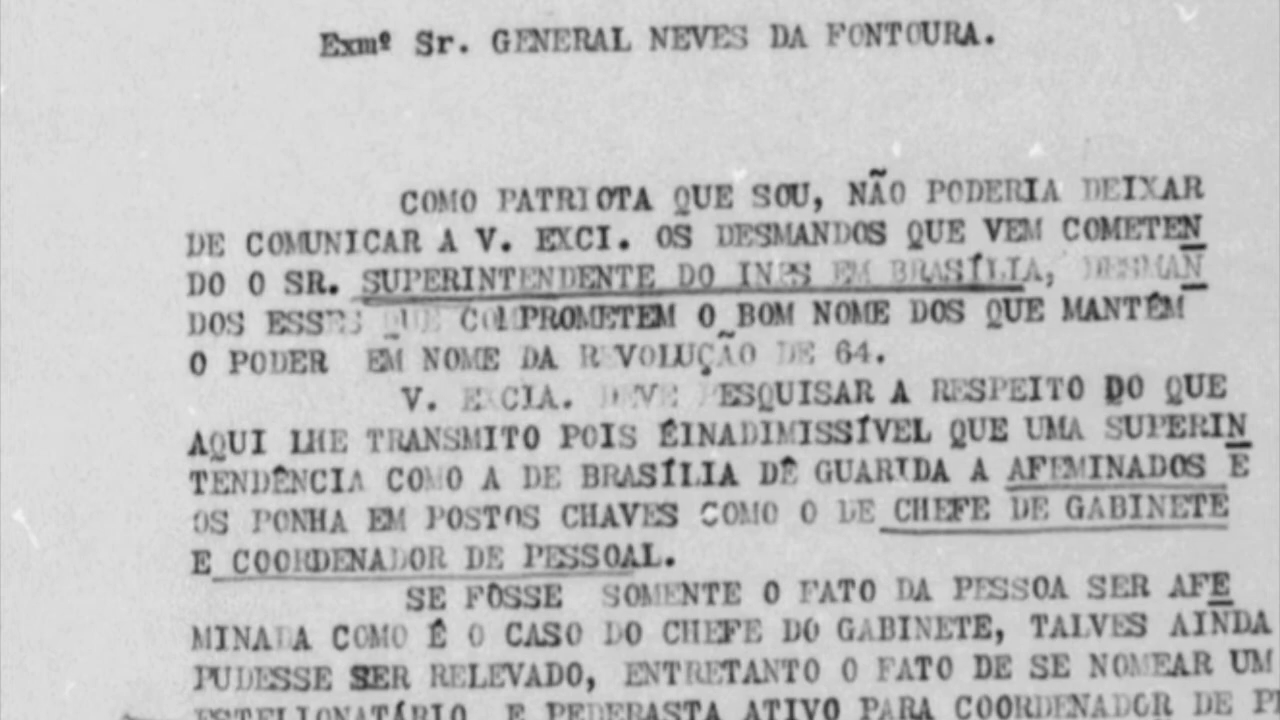 Exmº Sr. GENERAL NEVES DA FONTOURA.
COMO PATRIOTA QUE SOU, NÃO PODERIA DEIXAR
DE COMUNICAR A V. EXCI. OS DESMANDOS QUE VEM COMETEN
DO O SR. SUPERINTENDENTE DO INPS EM BRASÍLIA, DESMAN
DOS ESSES QUE COMPROMETEM O BOM NOME DOS QUE MANTÊM
O PODER EM NOME DA REVOLUÇÃO DE 64.
V. EXCIA. DEVE PESQUISAR A RESPEITO DO QUE
AQUI LHE TRANSMITO POIS ÉINADIMISSÍVEL QUE UMA SUPERIN
TENDÊNCIA COMO A DE BRASÍLIA DÊ GUARIDA A AFEMINADOS E
OS PONHA EM POSTOS CHAVES COMO O DE CHEFE DE GABINETE
E COORDENADOR DE PESSOAL.
SE FÔSSE SOMENTE O FATO DA PESSOA SER AFE
MINADA COMO É O CASO DO CHEFE DO GABINETE, TALVES AINDA
PUDESSE SER RELEVADO, ENTRETANTO O FATO DE SE NOMEAR UM
ESTELIONATÁRIO E PEDERASTA ATIVO PARA COORDENADOR DE